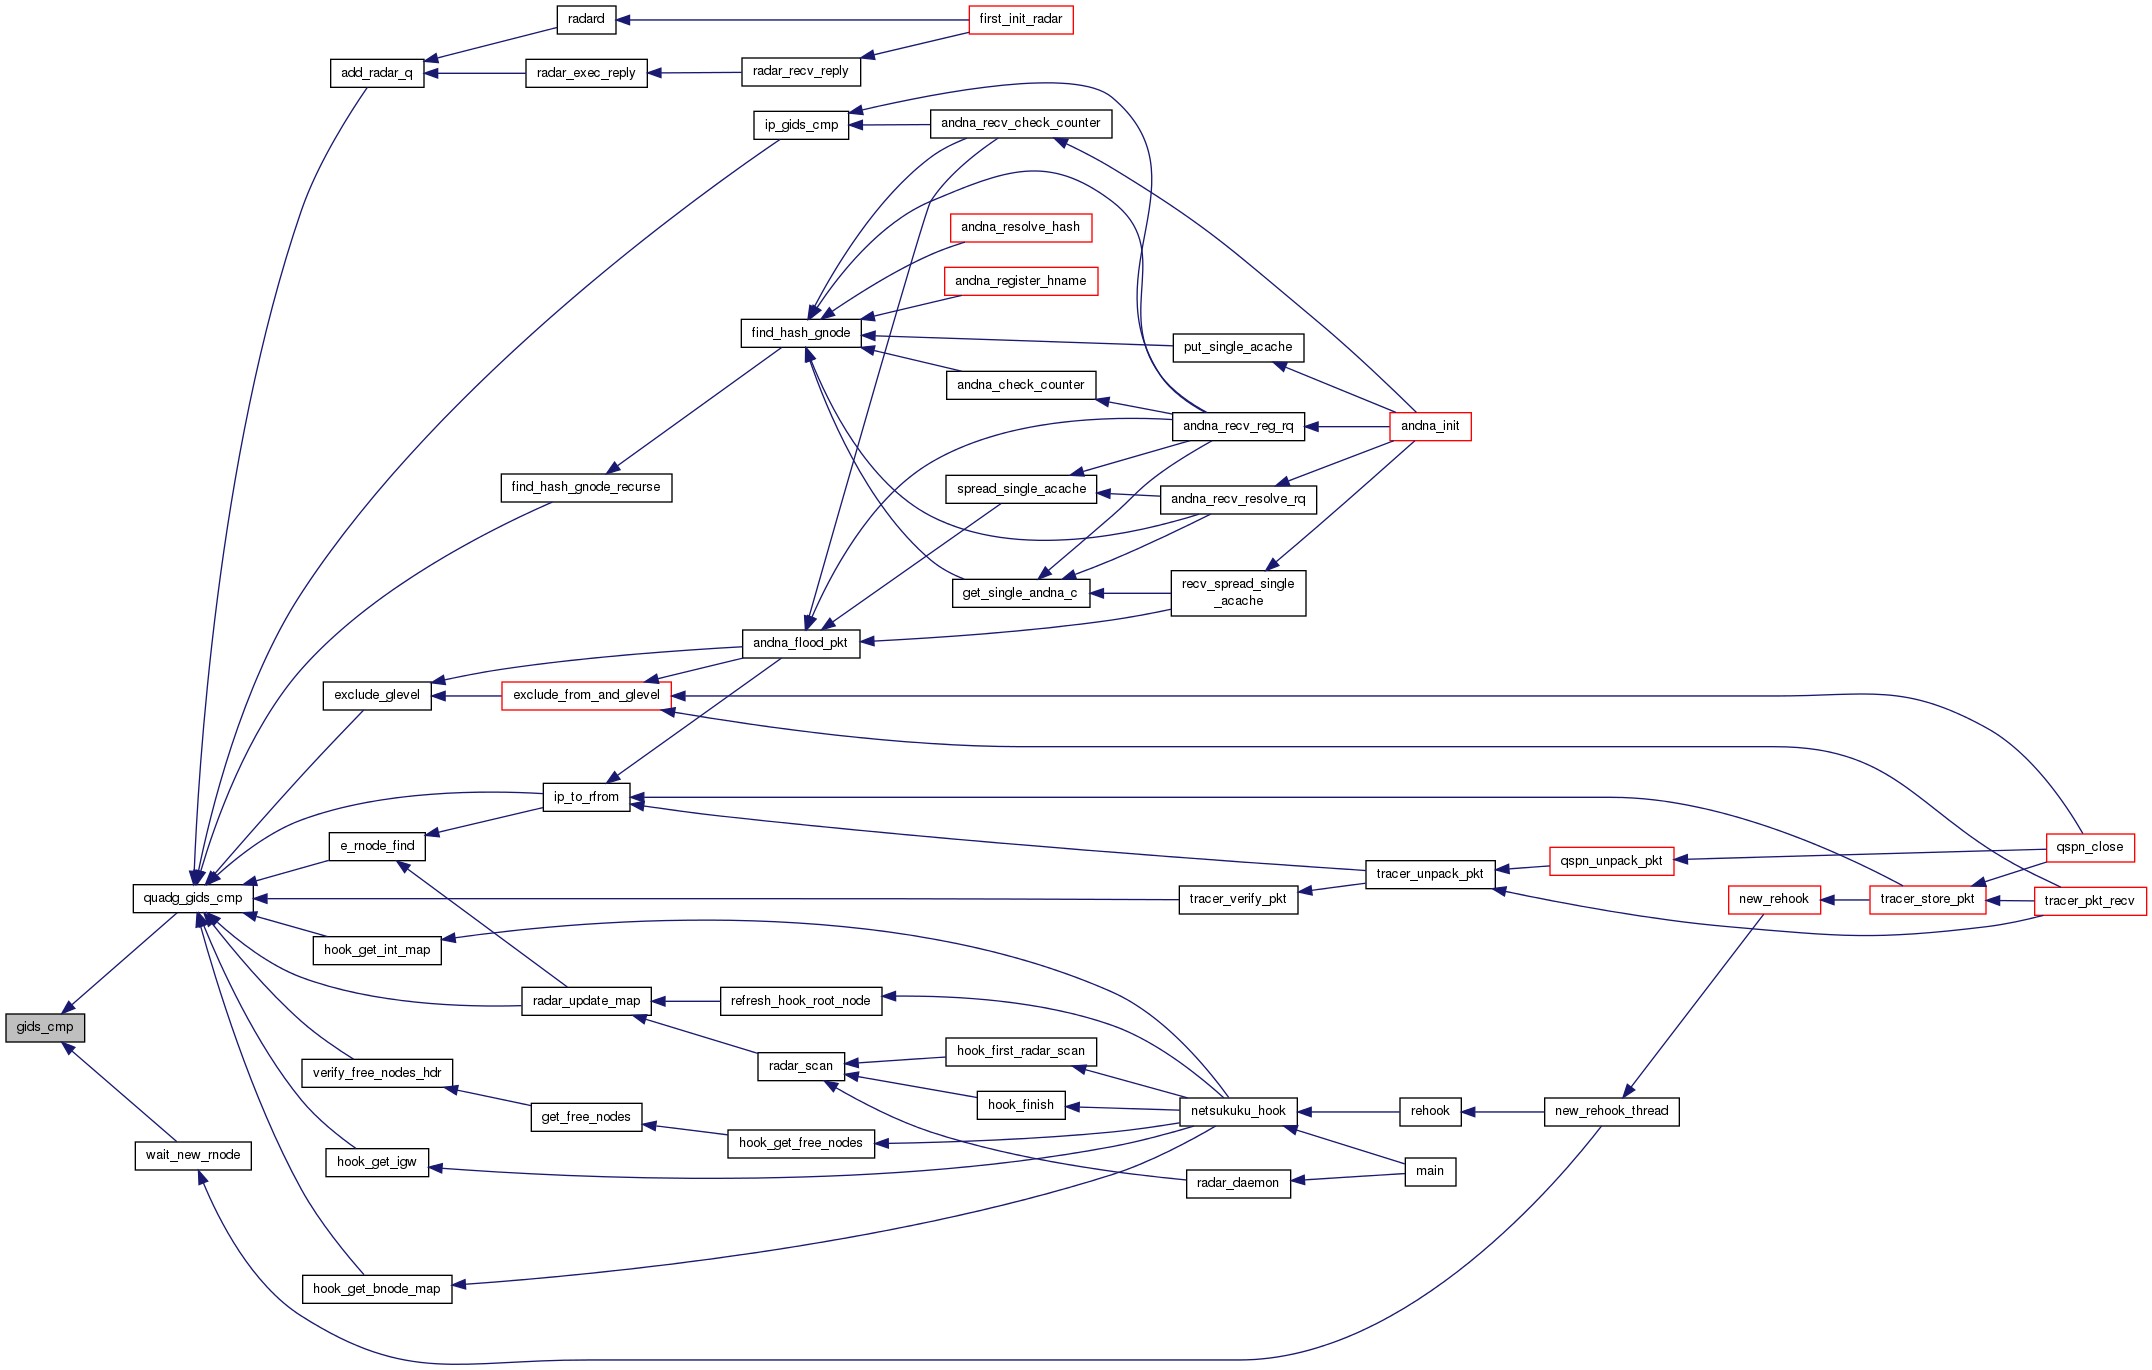 radard
first_init_radar
add_radar_q
radar_exec_reply
radar_recv_reply
ip_gids_cmp
andna_recv_check_counter
andna_resolve_hash
andna_register_hname
find_hash_gnode
put_single_acache
andna_check_counter
andna_recv_reg_rq
andna_init
find_hash_gnode_recurse
spread_single_acache
andna_recv_resolve_rq
get_single_andna_c
recv_spread_single
_acache
andna_flood_pkt
exclude_glevel
exclude_from_and_glevel
ip_to_rfrom
e_rnode_find
qspn_close
qspn_unpack_pkt
tracer_unpack_pkt
quadg_gids_cmp
tracer_verify_pkt
new_rehook
tracer_store_pkt
tracer_pkt_recv
hook_get_int_map
radar_update_map
refresh_hook_root_node
gids_cmp
hook_first_radar_scan
radar_scan
verify_free_nodes_hdr
hook_finish
netsukuku_hook
rehook
new_rehook_thread
get_free_nodes
hook_get_free_nodes
wait_new_rnode
hook_get_igw
main
radar_daemon
hook_get_bnode_map